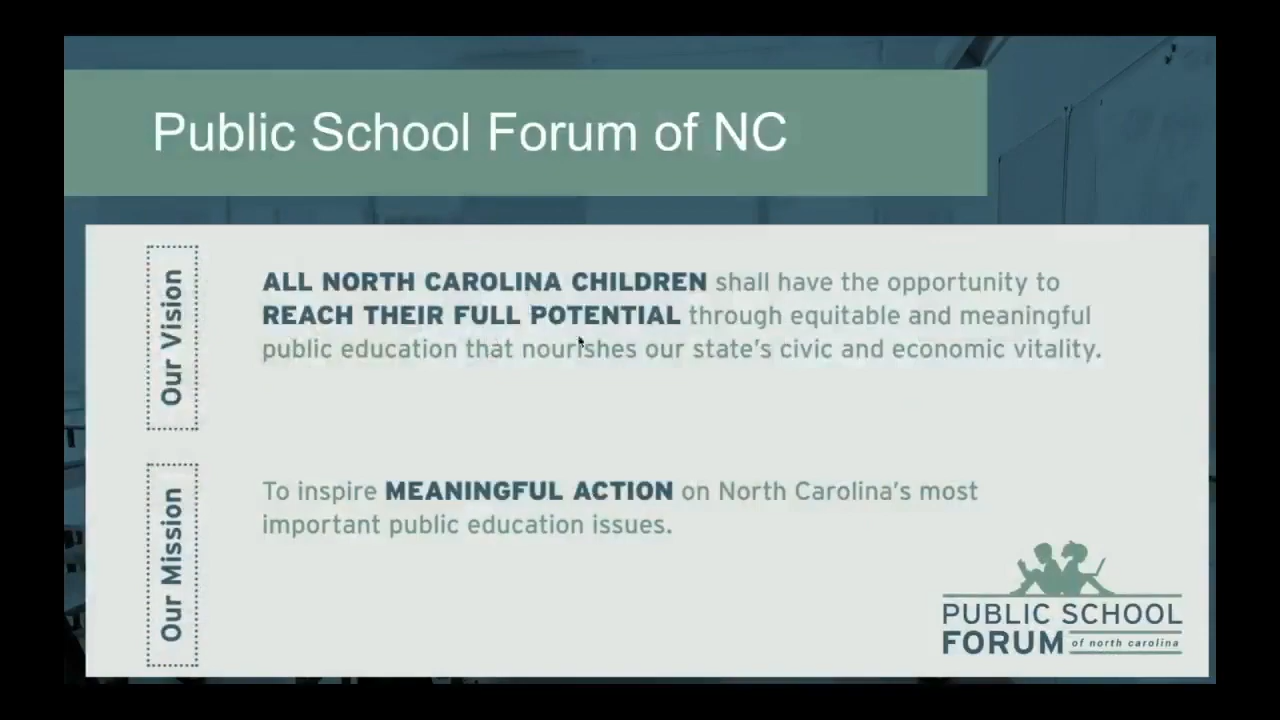 Public School Forum of NC
Our Vision
ALL NORTH CAROLINA CHILDREN shall have the opportunity to
REACH THEIR FULL POTENTIAL through equitable and meaningful
public education that nourishes our state's civic and economic vitality.
Our Mission
To inspire MEANINGFUL ACTION on North Carolina's most
important public education issues.
PUBLIC SCHOOL
FORUM of north carolina